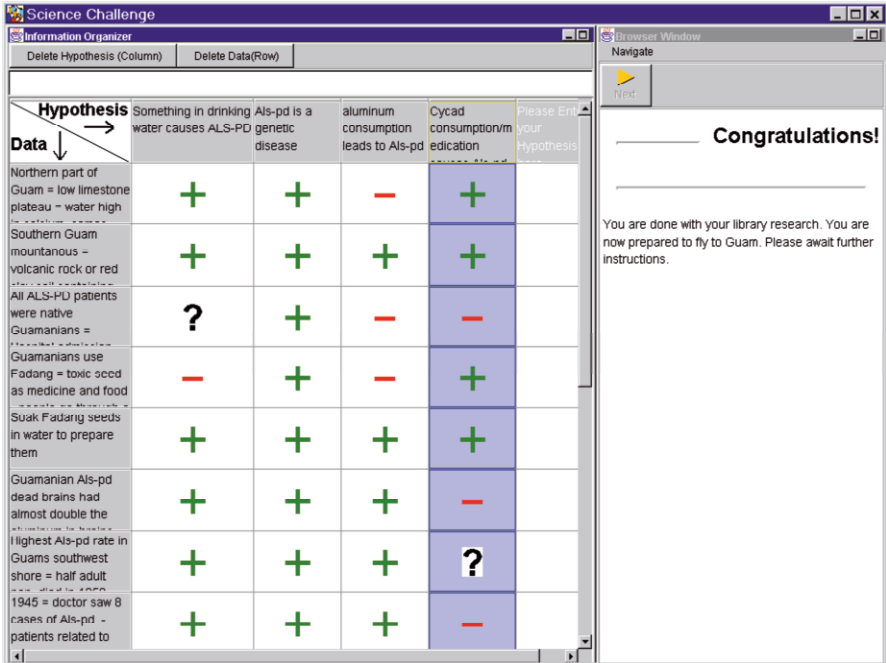 Science Challenge
Information Organizer
Delete Hypothesis (Column) Delete Data(Row)
Hypothesis
Data
Something in drinking
water causes ALS-PD
Als-pd is a
genetic
disease
aluminum
consumption
leads to Als-pd
Cycad
consumption/m
edication
Please Ent
your
Hypothesis
Northern part of
Guam = low limestone
plateau = water high
+ + − +
Southern Guam
mountanous =
volcanic rock or red
+ + + +
All ALS-PD patients
were native
Guamanians =
? + − −
Guamanians use
Fadang = toxic seed
as medicine and food
− + − +
Soak Fadang seeds
in water to prepare
them
+ + + +
Guamanian Als-pd
dead brains had
almost double the
+ + + −
Highest Als-pd rate in
Guams southwest
shore = half adult
+ + + ?
1945 = doctor saw 8
cases of Als-pd -
patients related to
+ + + −
Browser Window
Navigate
Next
Congratulations!
You are done with your library research. You are
now prepared to fly to Guam. Please await further
instructions.